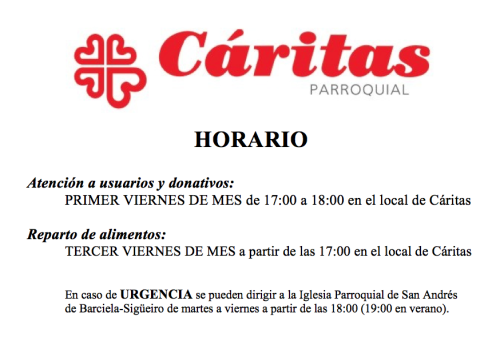 Cáritas
PARROQUIAL
HORARIO
Atención a usuarios y donativos:
PRIMER VIERNES DE MES de 17:00 a 18:00 en el local de Cáritas
Reparto de alimentos:
TERCER VIERNES DE MES a partir de las 17:00 en el local de Cáritas
En caso de URGENCIA se pueden dirigir a la Iglesia Parroquial de San Andrés
de Barciela-Sigüeiro de martes a viernes a partir de las 18:00 (19:00 en verano).